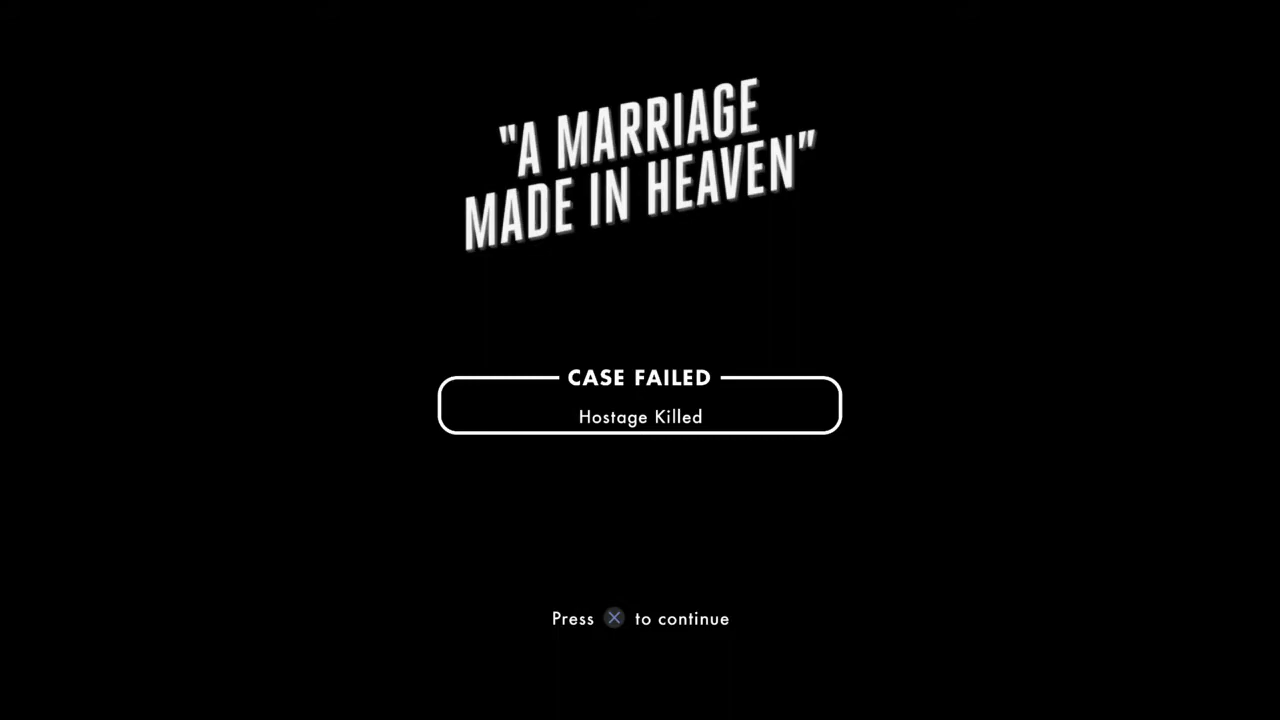 "A MARRIAGE
MADE IN HEAVEN"
CASE FAILED
Hostage Killed
Press X to continue